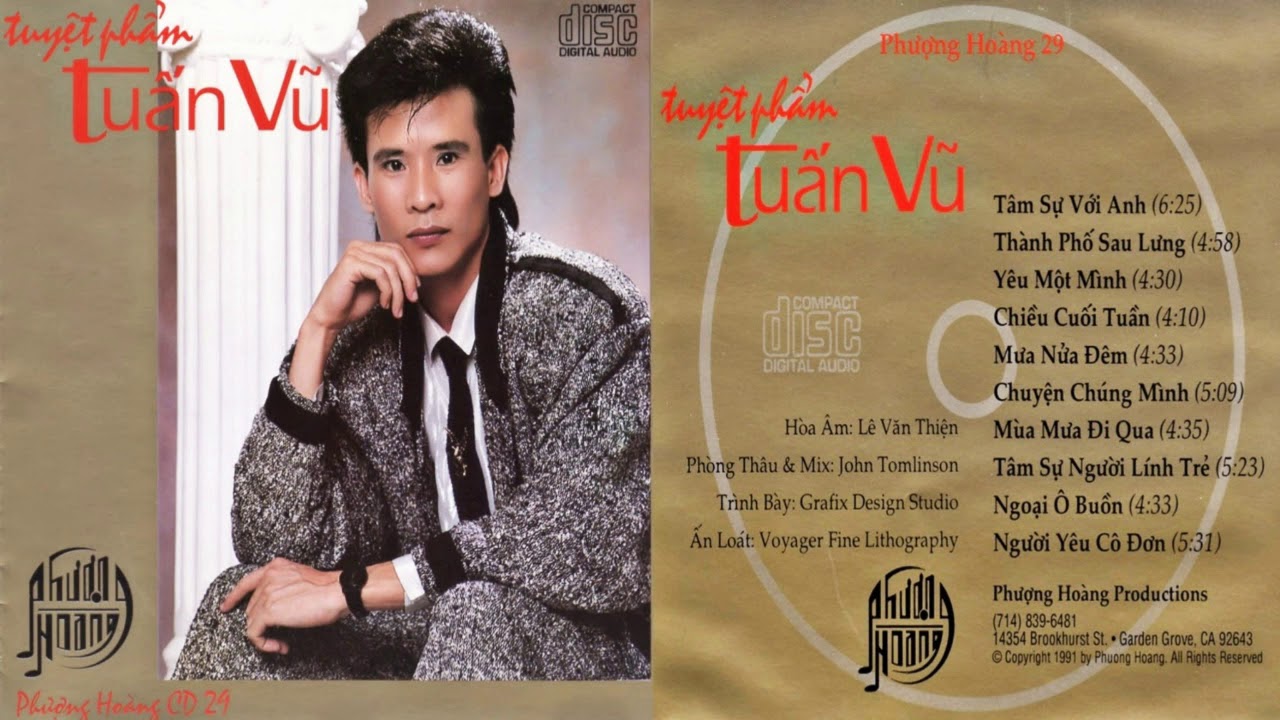 tuyệt phẩm
Tuấn Vũ
COMPACT
disc
DIGITAL AUDIO
Phượng
Hoàng
Phượng Hoàng CD 29
Phượng Hoàng 29
tuyệt phẩm
Tuấn Vũ
COMPACT
disc
DIGITAL AUDIO
Tâm Sự Với Anh (6:25)
Thành Phố Sau Lưng (4:58)
Yêu Một Mình (4:30)
Chiều Cuối Tuần (4:10)
Mưa Nửa Đêm (4:33)
Chuyện Chúng Mình (5:09)
Mùa Mưa Đi Qua (4:35)
Tâm Sự Người Lính Trẻ (5:23)
Ngoại Ô Buồn (4:33)
Người Yêu Cô Đơn (5:31)
Hòa Âm: Lê Văn Thiện
Phòng Thâu & Mix: John Tomlinson
Trình Bày: Grafix Design Studio
Ấn Loát: Voyager Fine Lithography
Phượng
Hoàng
Phượng Hoàng Productions
(714) 839-6481
14354 Brookhurst St. • Garden Grove, CA 92643
© Copyright 1991 by Phuong Hoang. All Rights Reserved